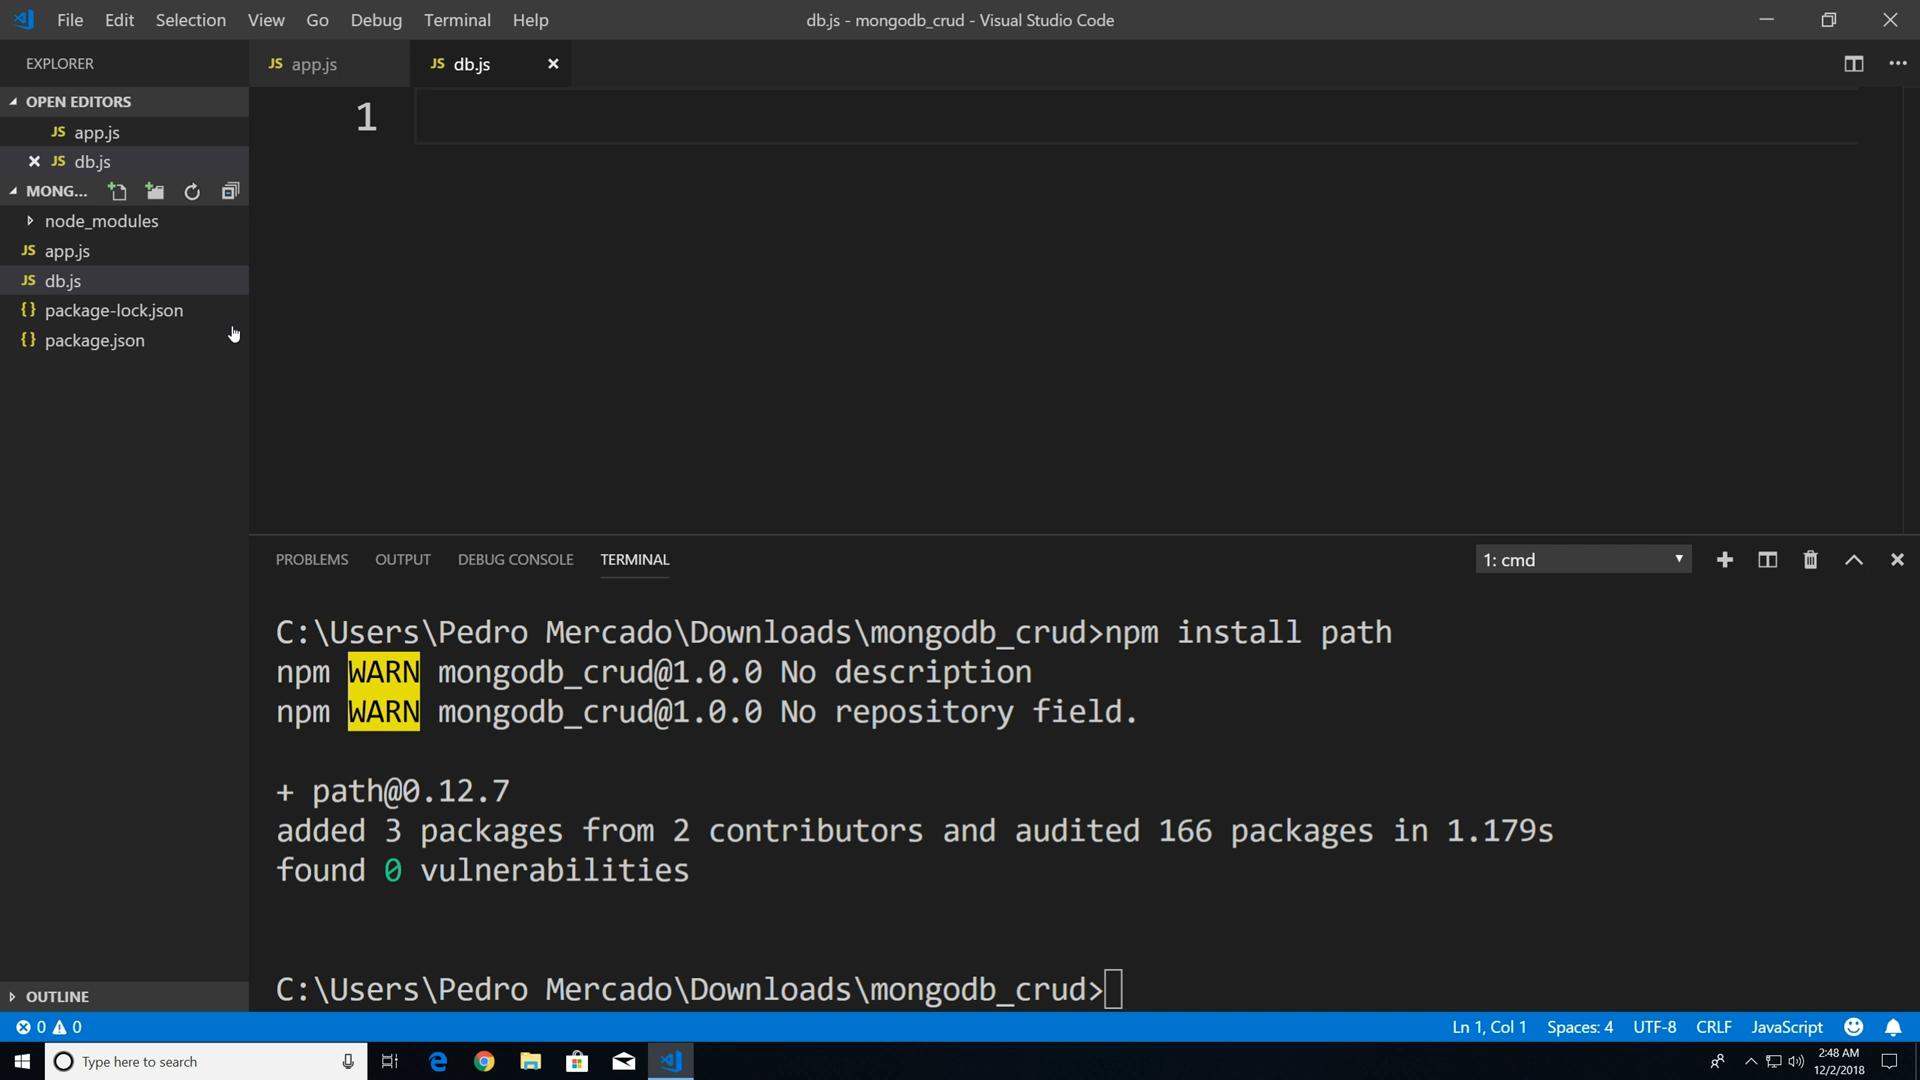 File Edit Selection View Go Debug Terminal Help
db.js - mongodb_crud - Visual Studio Code
EXPLORER
JS app.js
JS db.js
OPEN EDITORS
JS app.js
JS db.js
MONG...
node_modules
JS app.js
JS db.js
{} package-lock.json
{} package.json
OUTLINE
1
PROBLEMS OUTPUT DEBUG CONSOLE TERMINAL
1: cmd
C:\Users\Pedro Mercado\Downloads\mongodb_crud>npm install path
npm WARN mongodb_crud@1.0.0 No description
npm WARN mongodb_crud@1.0.0 No repository field.
+ path@0.12.7
added 3 packages from 2 contributors and audited 166 packages in 1.179s
found 0 vulnerabilities
C:\Users\Pedro Mercado\Downloads\mongodb_crud>
0 0
Ln 1, Col 1 Spaces: 4 UTF-8 CRLF JavaScript
Type here to search
2:48 AM
12/2/2018